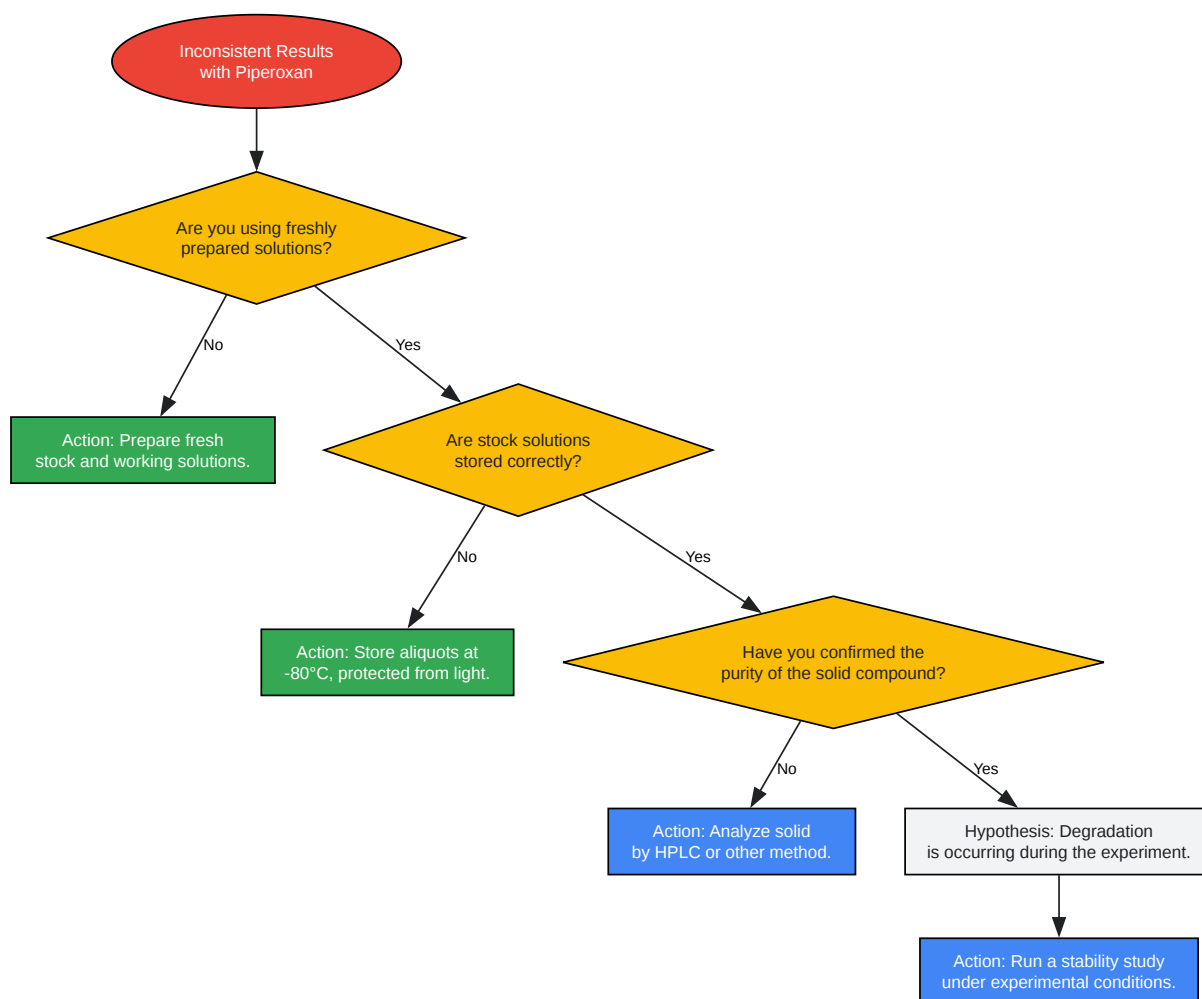 Inconsistent Results
with Piperoxan
Are you using freshly
prepared solutions?
No
Yes
Action: Prepare fresh
stock and working solutions.
Are stock solutions
stored correctly?
No
Yes
Action: Store aliquots at
-80°C, protected from light.
Have you confirmed the
purity of the solid compound?
No
Yes
Action: Analyze solid
by HPLC or other method.
Hypothesis: Degradation
is occurring during the experiment.
Action: Run a stability study
under experimental conditions.